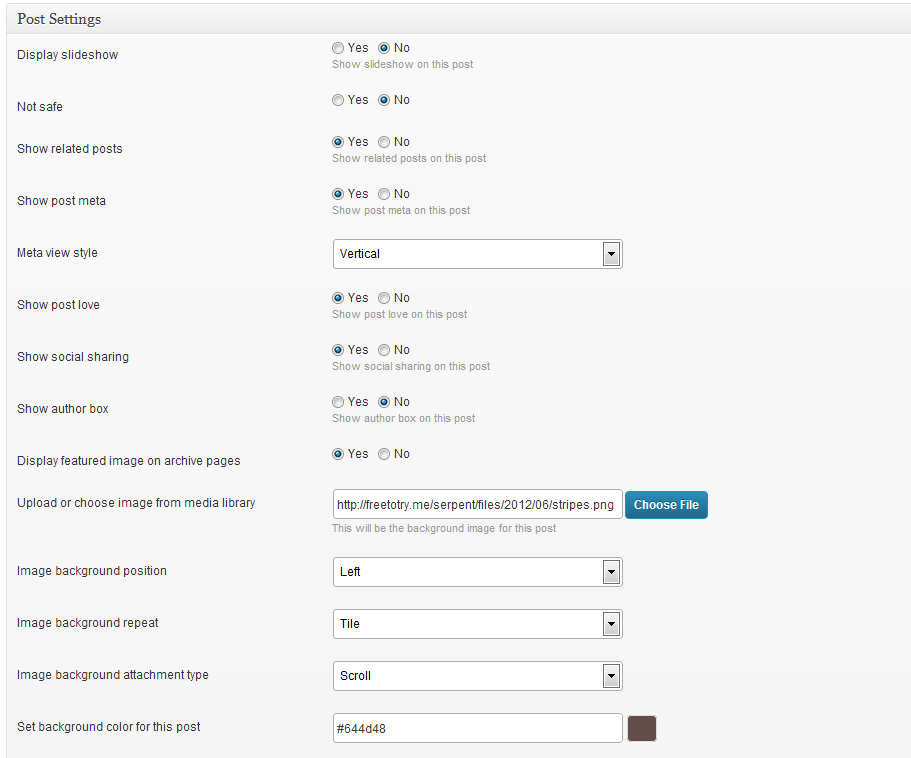 Post Settings
Display slideshow
Yes No
Show slideshow on this post
Not safe
Yes No
Show related posts
Yes No
Show related posts on this post
Show post meta
Yes No
Show post meta on this post
Meta view style
Vertical
Show post love
Yes No
Show post love on this post
Show social sharing
Yes No
Show social sharing on this post
Show author box
Yes No
Show author box on this post
Display featured image on archive pages
Yes No
Upload or choose image from media library
http://freetotry.me/serpent/files/2012/06/stripes.png Choose File
This will be the background image for this post
Image background position
Left
Image background repeat
Tile
Image background attachment type
Scroll
Set background color for this post
#644d48